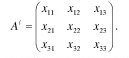 A' = ( x11 x12 x13
x21 x22 x23
x31 x32 x33 ) .